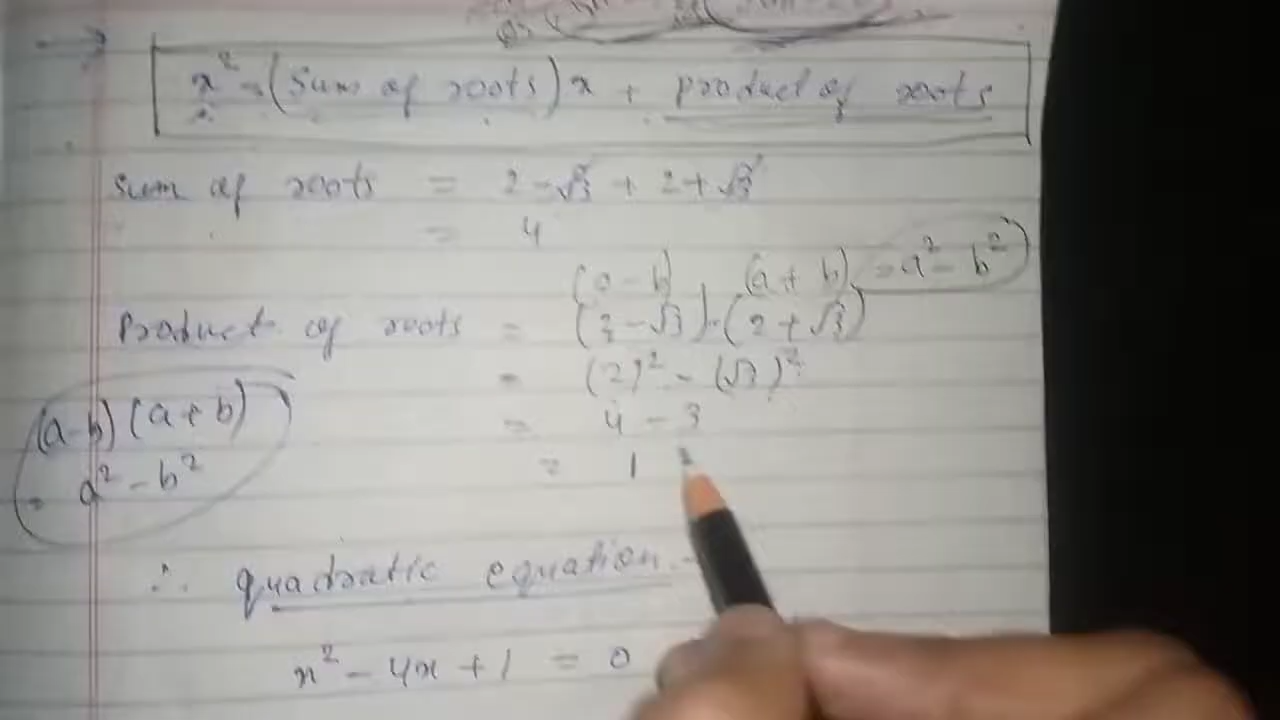 x² - (Sum of roots)x + product of roots
Sum of roots = 2 - √3 + 2 + √3
= 4
(a - b) (a + b) = a² - b²
Product of roots = (2 - √3) · (2 + √3)
= (2)² - (√3)²
(a-b) (a+b)
= 4 - 3
= a² - b²
= 1
∴ quadratic equation -
x² - 4x + 1 = 0